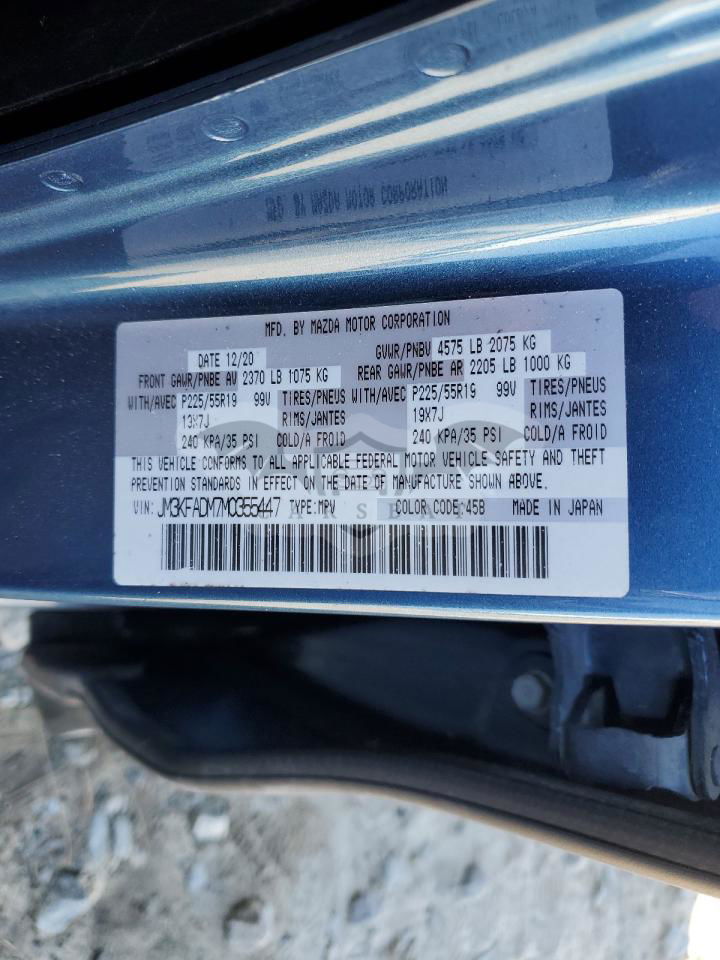 MFD. BY MAZDA MOTOR CORPORATION
DATE 12/20 GVWR/PNBV 4575 LB 2075 KG
FRONT GAWR/PNBE AV 2370 LB 1075 KG REAR GAWR/PNBE AR 2205 LB 1000 KG
WITH/AVEC P225/55R19 99V TIRES/PNEUS WITH/AVEC P225/55R19 99V TIRES/PNEUS
19X7J RIMS/JANTES 19X7J RIMS/JANTES
240 KPA/35 PSI COLD/A FROID 240 KPA/35 PSI COLD/A FROID
THIS VEHICLE CONFORMS TO ALL APPLICABLE FEDERAL MOTOR VEHICLE SAFETY AND THEFT
PREVENTION STANDARDS IN EFFECT ON THE DATE OF MANUFACTURE SHOWN ABOVE.
VIN: JM3KFADM7M0355447 TYPE:MPV COLOR CODE:45B MADE IN JAPAN